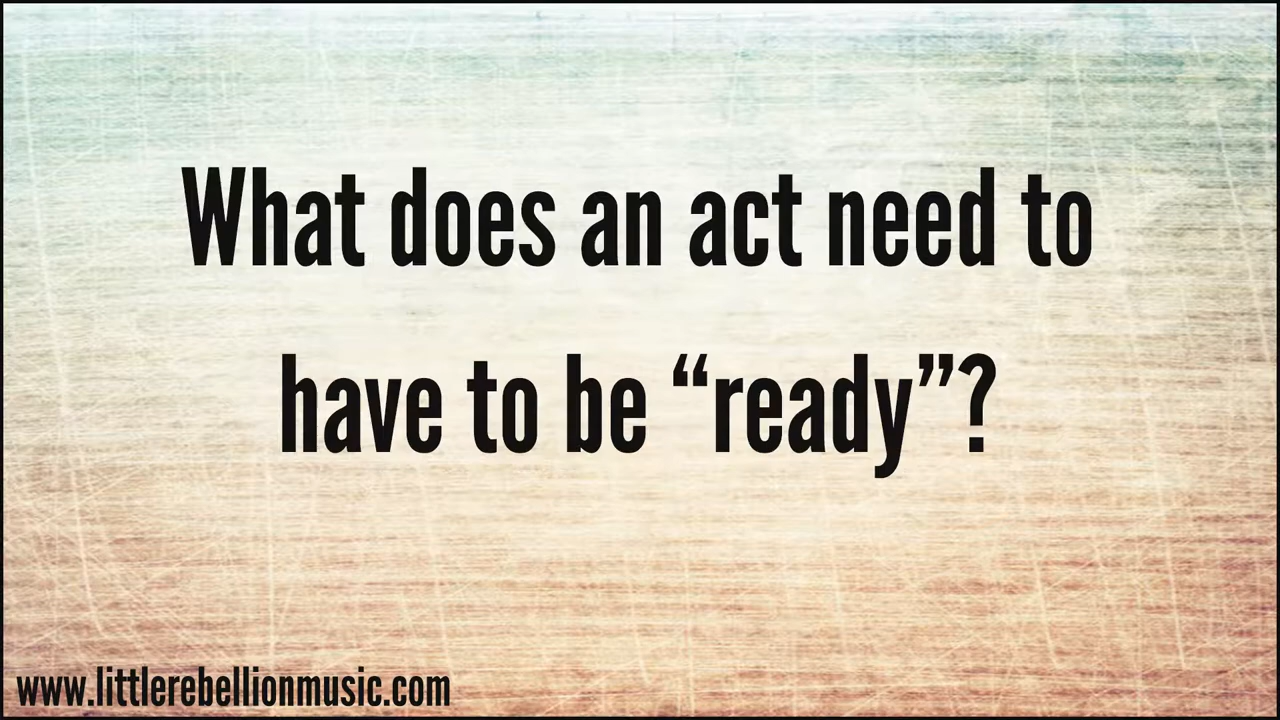 What does an act need to
have to be “ready”?
www.littlerebellionmusic.com